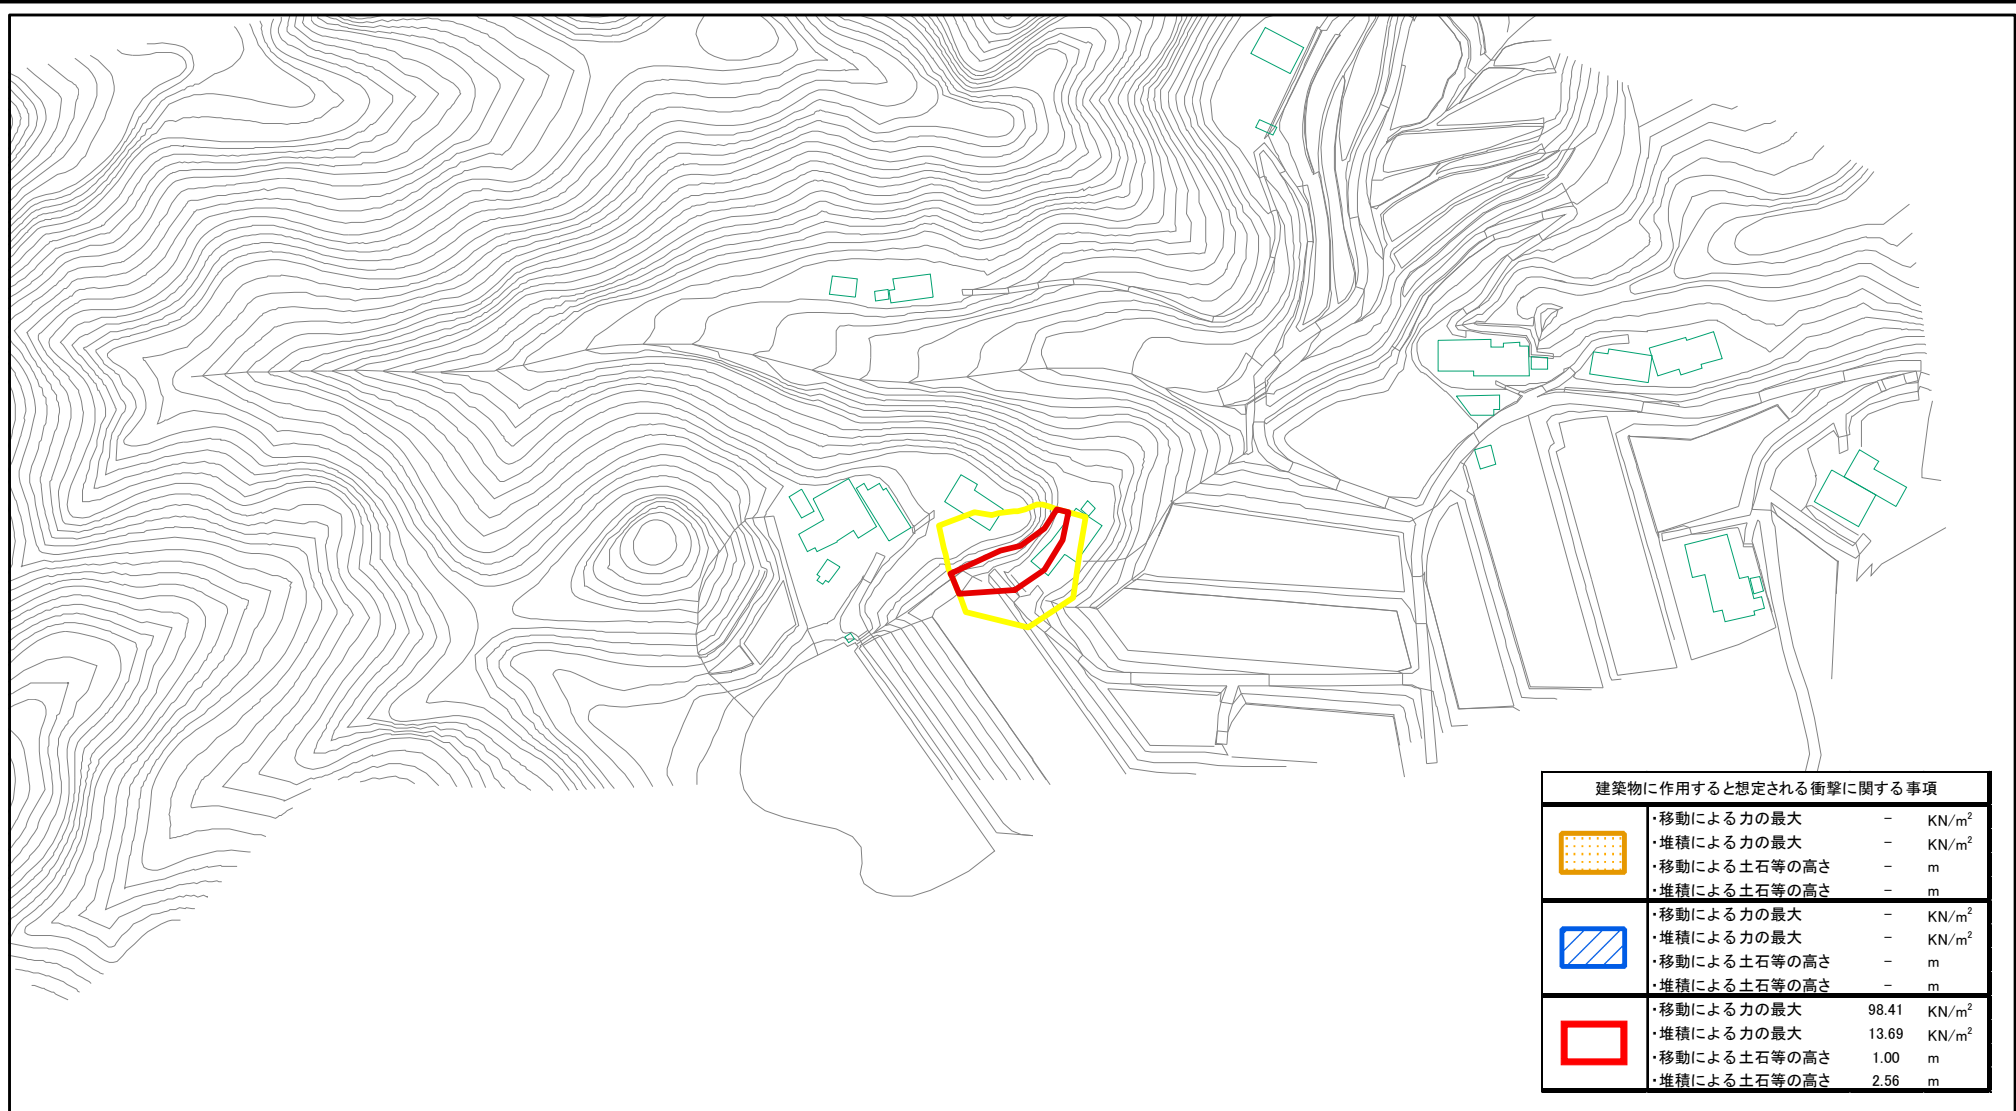 建築物に作用すると想定される衝撃に関する事項
・移動による力の最大 － KN/m²
・堆積による力の最大 － KN/m²
・移動による土石等の高さ － m
・堆積による土石等の高さ － m
・移動による力の最大 － KN/m²
・堆積による力の最大 － KN/m²
・移動による土石等の高さ － m
・堆積による土石等の高さ － m
・移動による力の最大 98.41 KN/m²
・堆積による力の最大 13.69 KN/m²
・移動による土石等の高さ 1.00 m
・堆積による土石等の高さ 2.56 m